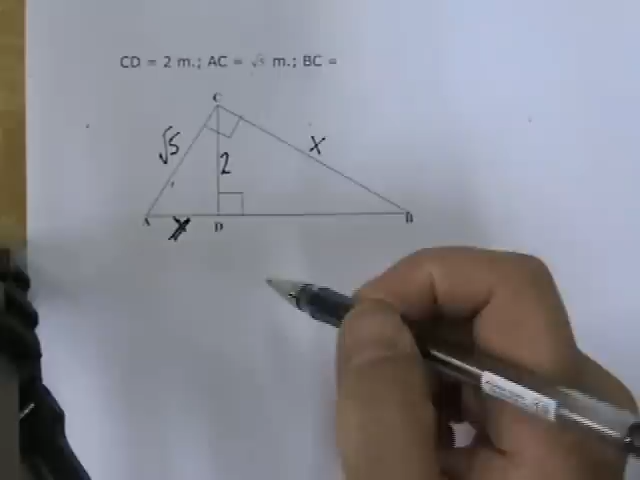 CD = 2 m.; AC = √5 m.; BC =
C
√5
x
2
A
x
D
B